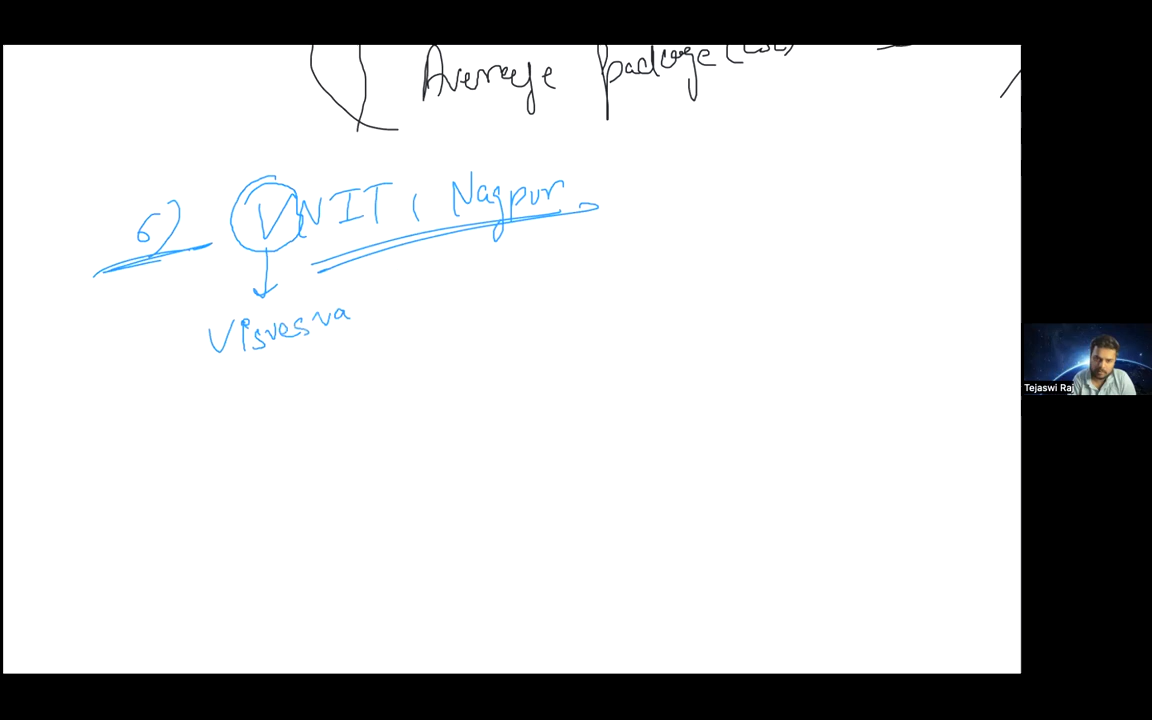 Average package (
6) VNIT, Nagpur
Visvesva
Tejaswi Raj